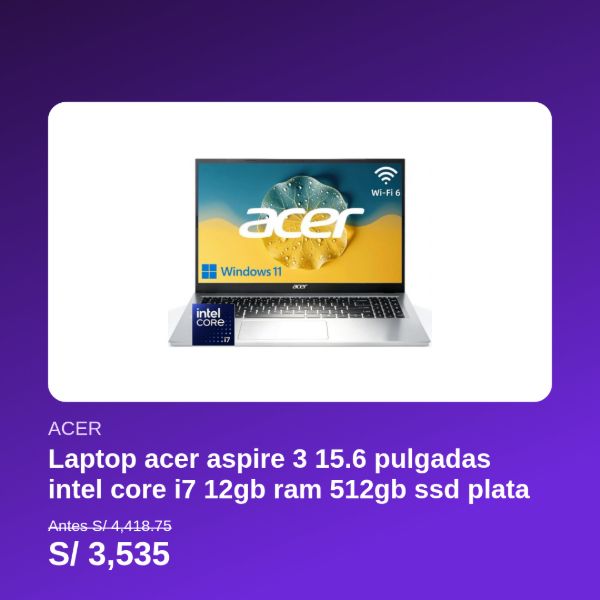 Wi-Fi 6
acer
Windows 11
acer
intel
CORE
i7
ACER
Laptop acer aspire 3 15.6 pulgadas
intel core i7 12gb ram 512gb ssd plata
Antes S/ 4,418.75
S/ 3,535